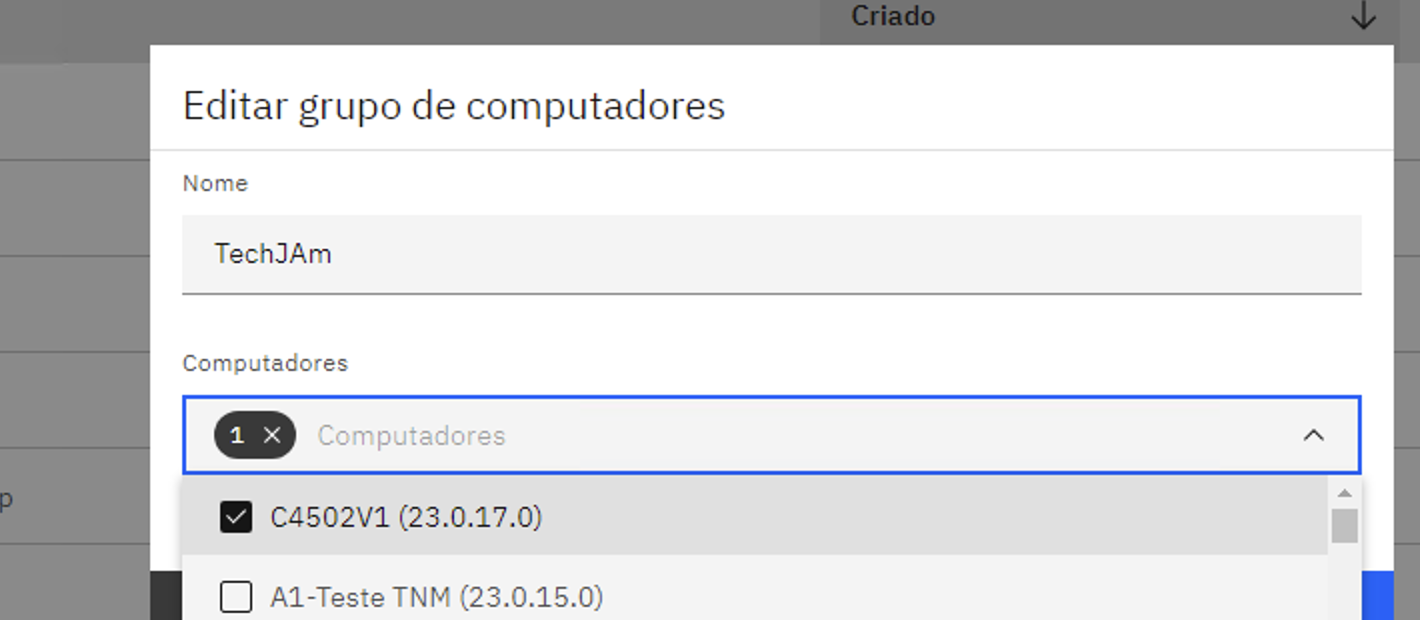 Criado
Editar grupo de computadores
Nome
TechJAm
Computadores
1 Computadores
C4502V1 (23.0.17.0)
p
A1-Teste TNM (23.0.15.0)